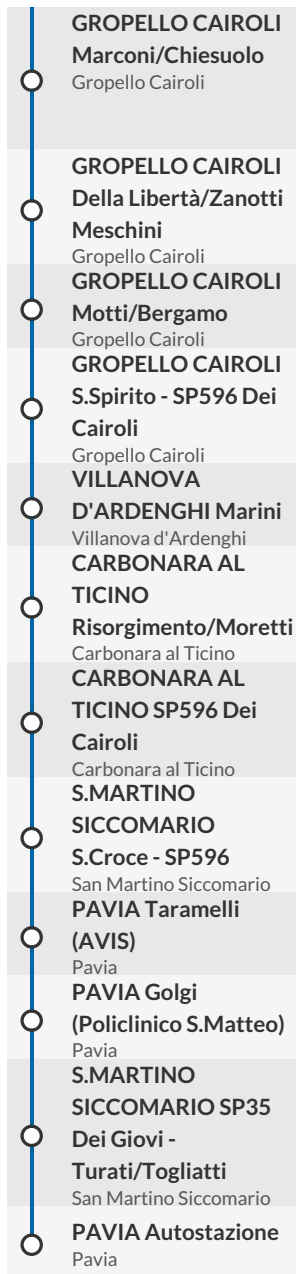 GROPELLO CAIROLI
Marconi/Chiesuolo
Gropello Cairoli
GROPELLO CAIROLI
Della Libertà/Zanotti
Meschini
Gropello Cairoli
GROPELLO CAIROLI
Motti/Bergamo
Gropello Cairoli
GROPELLO CAIROLI
S.Spirito - SP596 Dei
Cairoli
Gropello Cairoli
VILLANOVA
D'ARDENGHI Marini
Villanova d'Ardenghi
CARBONARA AL
TICINO
Risorgimento/Moretti
Carbonara al Ticino
CARBONARA AL
TICINO SP596 Dei
Cairoli
Carbonara al Ticino
S.MARTINO
SICCOMARIO
S.Croce - SP596
San Martino Siccomario
PAVIA Taramelli
(AVIS)
Pavia
PAVIA Golgi
(Policlinico S.Matteo)
Pavia
S.MARTINO
SICCOMARIO SP35
Dei Giovi -
Turati/Togliatti
San Martino Siccomario
PAVIA Autostazione
Pavia